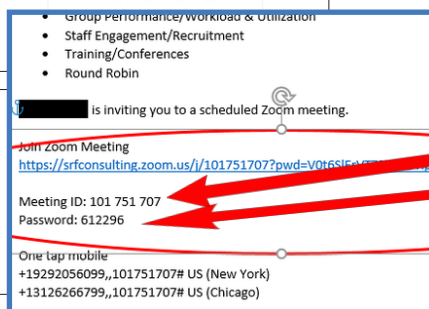 Group Performance/Workload & Utilization
Staff Engagement/Recruitment
Training/Conferences
Round Robin
is inviting you to a scheduled Zoom meeting.
Join Zoom Meeting
https://srfconsulting.zoom.us/j/101751707?pwd=
Meeting ID: 101 751 707
Password: 612296
One tap mobile
+19292056099,,101751707# US (New York)
+13126266799,,101751707# US (Chicago)